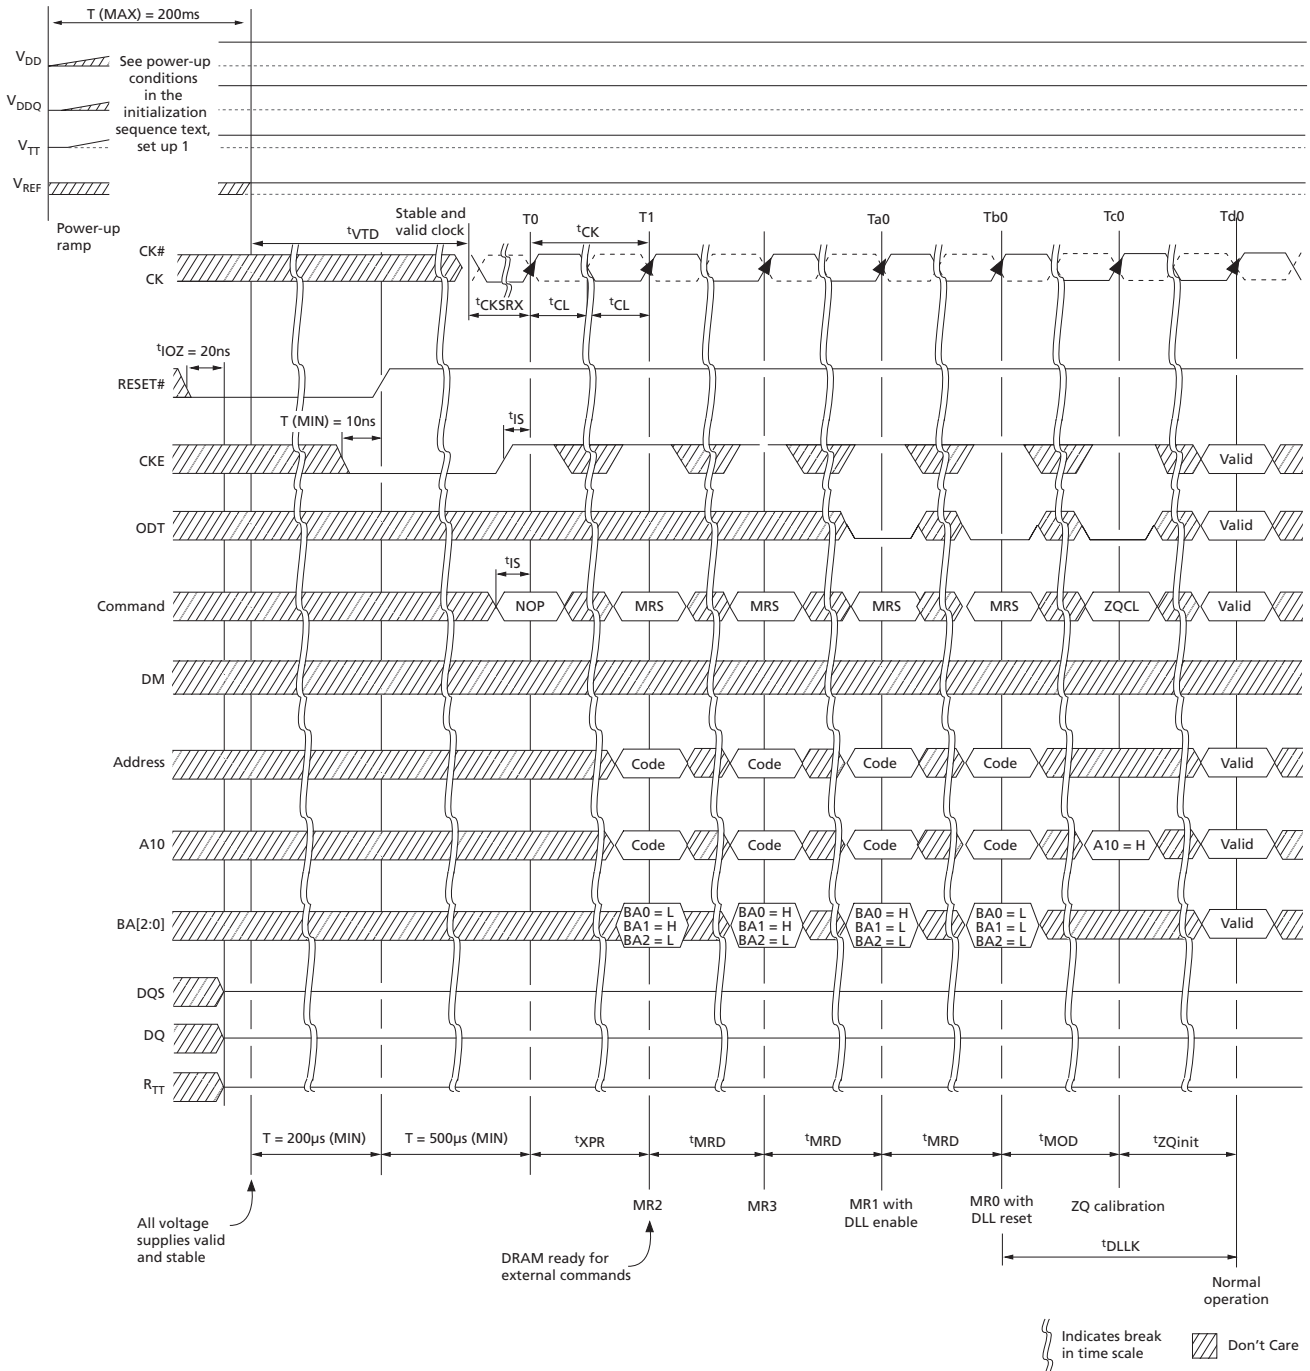 T (MAX) = 200ms
VDD
See power-up
conditions
in the
initialization
sequence text,
set up 1
VDDQ
VTT
VREF
Power-up
ramp
tVTD
Stable and
valid clock
T0
T1
Ta0
Tb0
Tc0
Td0
tCK
CK#
CK
tCKSRX
tCL
tCL
tIOZ = 20ns
RESET#
T (MIN) = 10ns
tIS
CKE
Valid
ODT
Valid
tIS
Command
NOP
MRS
MRS
MRS
MRS
ZQCL
Valid
DM
Address
Code
Code
Code
Code
Valid
A10
Code
Code
Code
Code
A10 = H
Valid
BA[2:0]
BA0 = L
BA1 = H
BA2 = L
BA0 = H
BA1 = H
BA2 = L
BA0 = H
BA1 = L
BA2 = L
BA0 = L
BA1 = L
BA2 = L
Valid
DQS
DQ
RTT
T = 200µs (MIN)
T = 500µs (MIN)
tXPR
tMRD
tMRD
tMRD
tMOD
tZQinit
MR2
MR3
MR1 with
DLL enable
MR0 with
DLL reset
ZQ calibration
All voltage
supplies valid
and stable
DRAM ready for
external commands
tDLLK
Normal
operation
Indicates break
in time scale
Don't Care